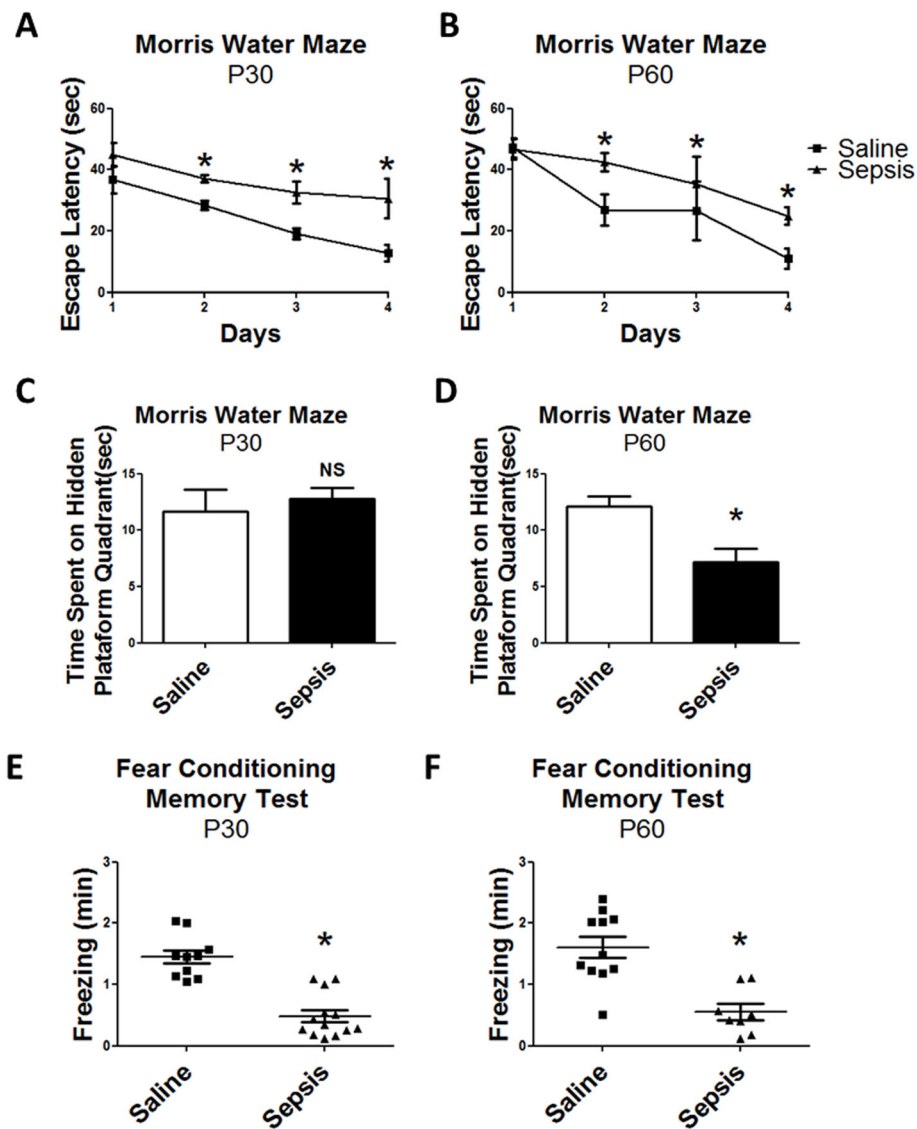 A
Morris Water Maze
P30
Escape Latency (sec)
60
40
20
0
* * *
1 2 3 4
Days
B
Morris Water Maze
P60
Escape Latency (sec)
60
40
20
0
* * *
1 2 3 4
Days
Saline
Sepsis
C
Morris Water Maze
P30
Time Spent on Hidden
Plataform Quadrant(sec)
15
10
5
0
NS
Saline
Sepsis
D
Morris Water Maze
P60
Time Spent on Hidden
Plataform Quadrant(sec)
15
10
5
0
*
Saline
Sepsis
E
Fear Conditioning
Memory Test
P30
Freezing (min)
3
2
1
0
*
Saline
Sepsis
F
Fear Conditioning
Memory Test
P60
Freezing (min)
3
2
1
0
*
Saline
Sepsis